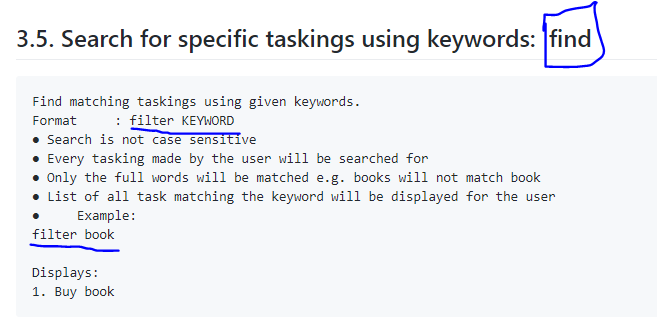 3.5. Search for specific taskings using keywords: find
Find matching taskings using given keywords.
Format     : filter KEYWORD
● Search is not case sensitive
● Every tasking made by the user will be searched for
● Only the full words will be matched e.g. books will not match book
● List of all task matching the keyword will be displayed for the user
●     Example:
filter book
Displays:
1. Buy book